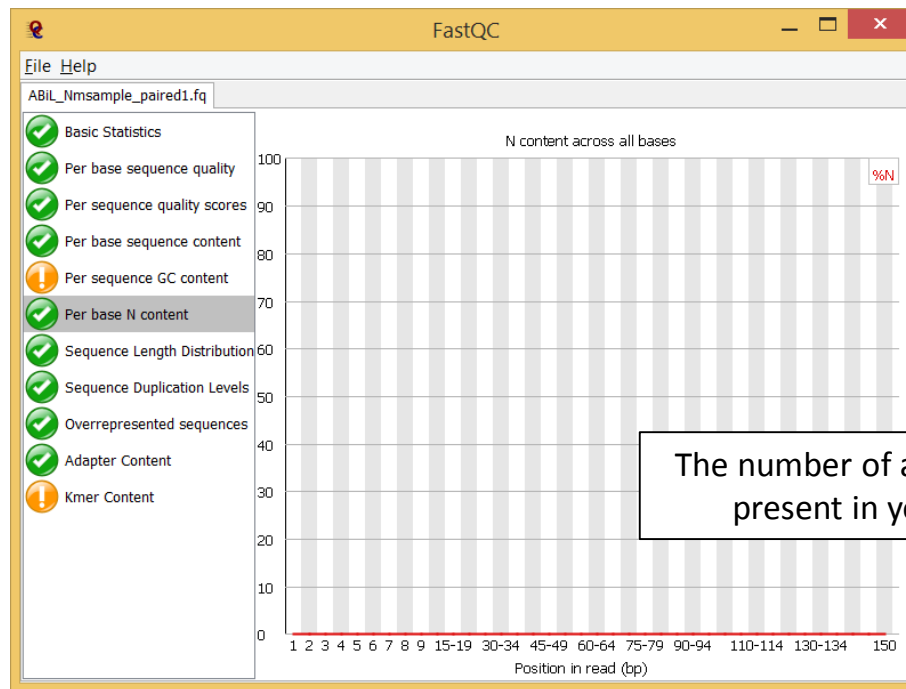 FastQC
File Help
ABiL_Nmsample_paired1.fq
Basic Statistics
Per base sequence quality
Per sequence quality scores
Per base sequence content
Per sequence GC content
Per base N content
Sequence Length Distribution
Sequence Duplication Levels
Overrepresented sequences
Adapter Content
Kmer Content
N content across all bases
%N
100
90
80
70
60
50
40
30
20
10
0
1 2 3 4 5 6 7 8 9 15-19 30-34 45-49 60-64 75-79 90-94 110-114 130-134 150
Position in read (bp)
The number of
present in